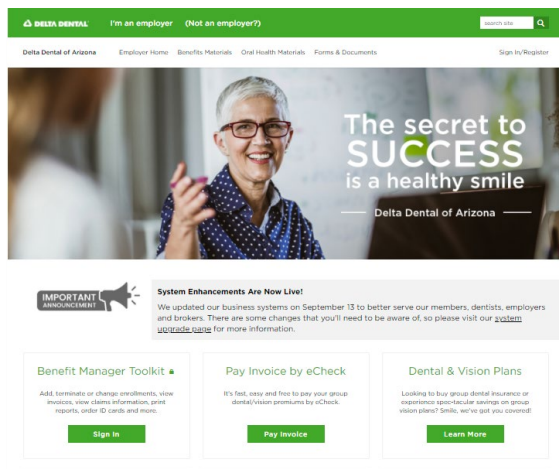 DELTA DENTAL
I'm an employer (Not an employer?)
search site
Delta Dental of Arizona Employer Home Benefits Materials Oral Health Materials Forms & Documents Sign In/Register
The secret to
SUCCESS
is a healthy smile
Delta Dental of Arizona
IMPORTANT
ANNOUNCEMENT
System Enhancements Are Now Live!
We updated our business systems on September 13 to better serve our members, dentists, employers
and brokers. There are some changes that you'll need to be aware of, so please visit our system
upgrade page for more information.
Benefit Manager Toolkit
Add, terminate or change enrollments, view
invoices, view claims information, print
reports, order ID cards and more.
Sign In
Pay Invoice by eCheck
It's fast, easy and free to pay your group
dental/vision premiums by eCheck.
Pay Invoice
Dental & Vision Plans
Looking to buy group dental insurance or
experience spec-tacular savings on group
vision plans? Smile, we've got you covered!
Learn More